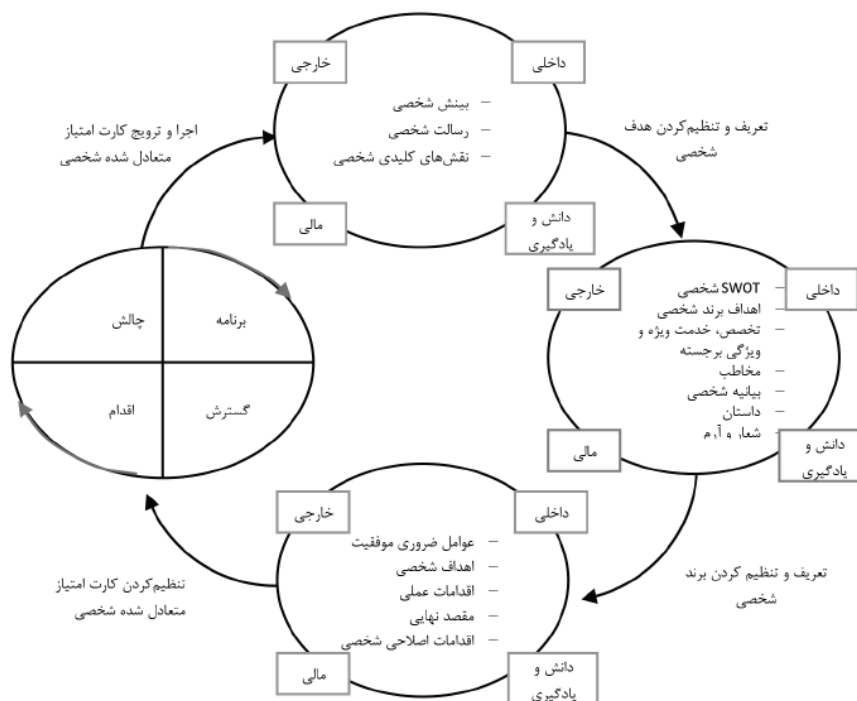 خارجی
داخلی
– بینش شخصی
– رسالت شخصی
– نقش‌های کلیدی شخصی
مالی
دانش و
یادگیری
تعریف و تنظیم‌کردن هدف
شخصی
خارجی
داخلی
– SWOT شخصی
– اهداف برند شخصی
– تخصص، خدمت ویژه و
ویژگی برجسته
– مخاطب
– بیانیه شخصی
– داستان
– شعار و آرم
مالی
دانش و
یادگیری
تعریف و تنظیم کردن برند
شخصی
خارجی
داخلی
– عوامل ضروری موفقیت
– اهداف شخصی
– اقدامات عملی
– مقصد نهایی
– اقدامات اصلاحی شخصی
مالی
دانش و
یادگیری
تنظیم‌کردن کارت امتیاز
متعادل شده شخصی
برنامه
چالش
گسترش
اقدام
اجرا و ترویج کارت امتیاز
متعادل شده شخصی